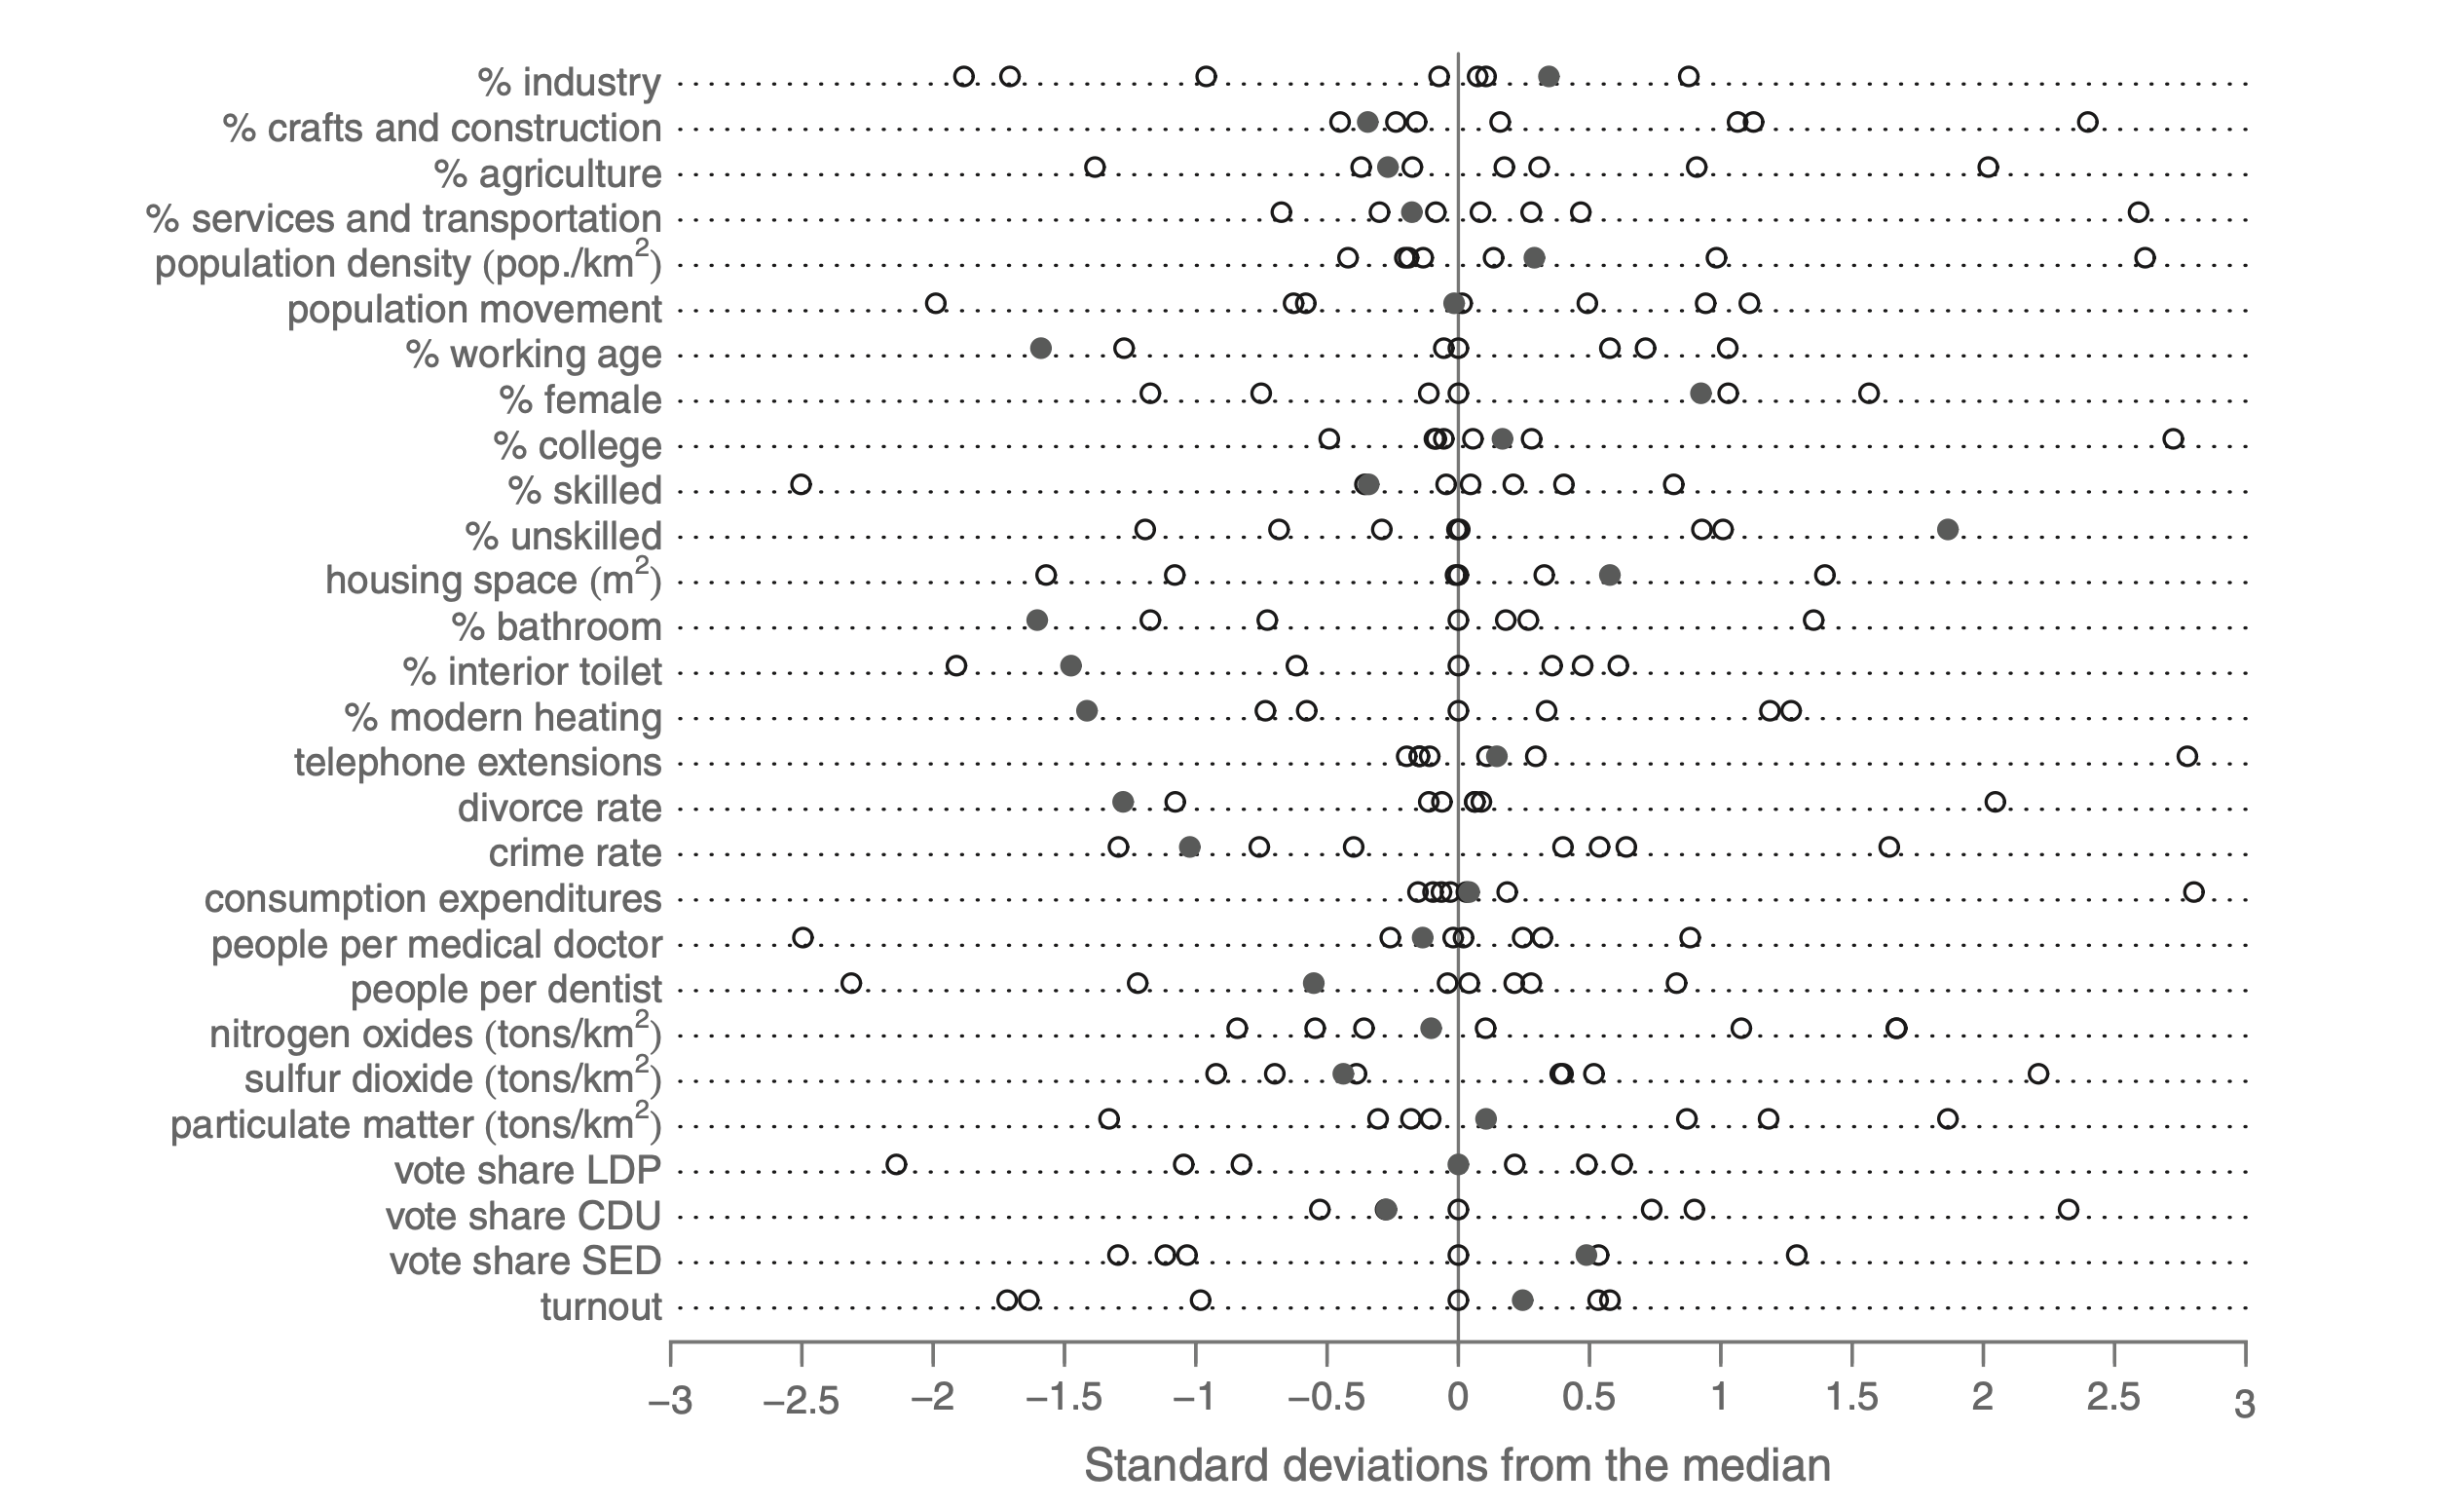 % industry
% crafts and construction
% agriculture
% services and transportation
population density (pop./km²)
population movement
% working age
% female
% college
% skilled
% unskilled
housing space (m²)
% bathroom
% interior toilet
% modern heating
telephone extensions
divorce rate
crime rate
consumption expenditures
people per medical doctor
people per dentist
nitrogen oxides (tons/km²)
sulfur dioxide (tons/km²)
particulate matter (tons/km²)
vote share LDP
vote share CDU
vote share SED
turnout
−3 −2.5 −2 −1.5 −1 −0.5 0 0.5 1 1.5 2 2.5 3
Standard deviations from the median